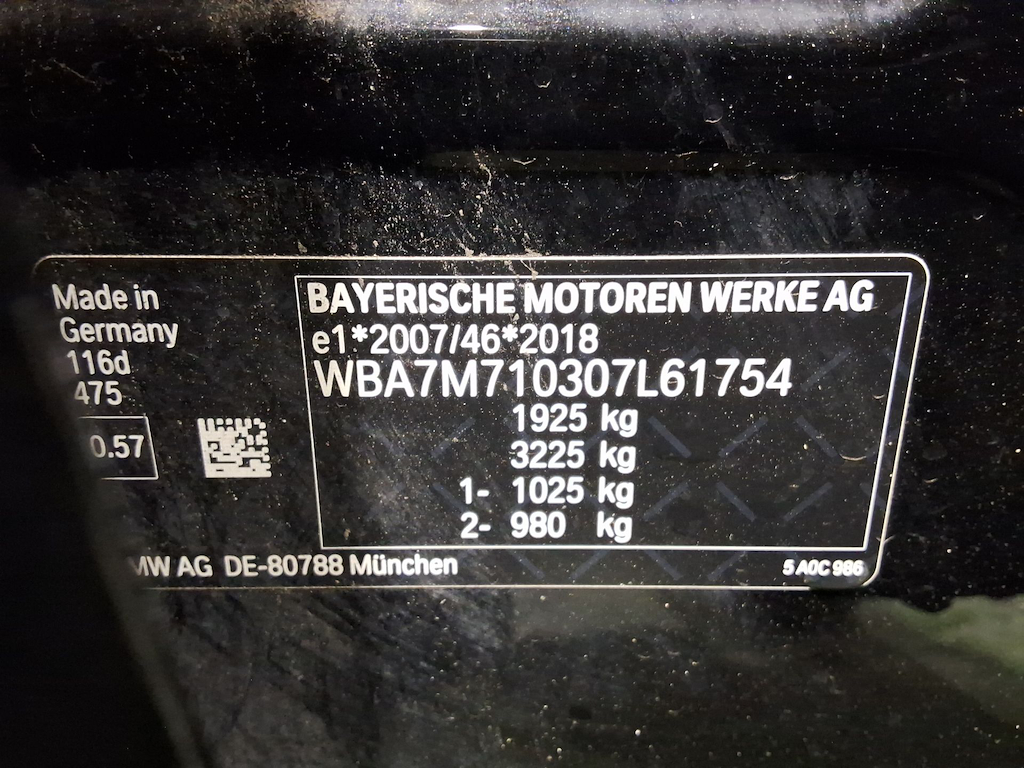 Made in
Germany
116d
475
0.57
BAYERISCHE MOTOREN WERKE AG
e1*2007/46*2018
WBA7M710307L61754
1925 kg
3225 kg
1- 1025 kg
2- 980 kg
MW AG DE-80788 München
5 A0C 986